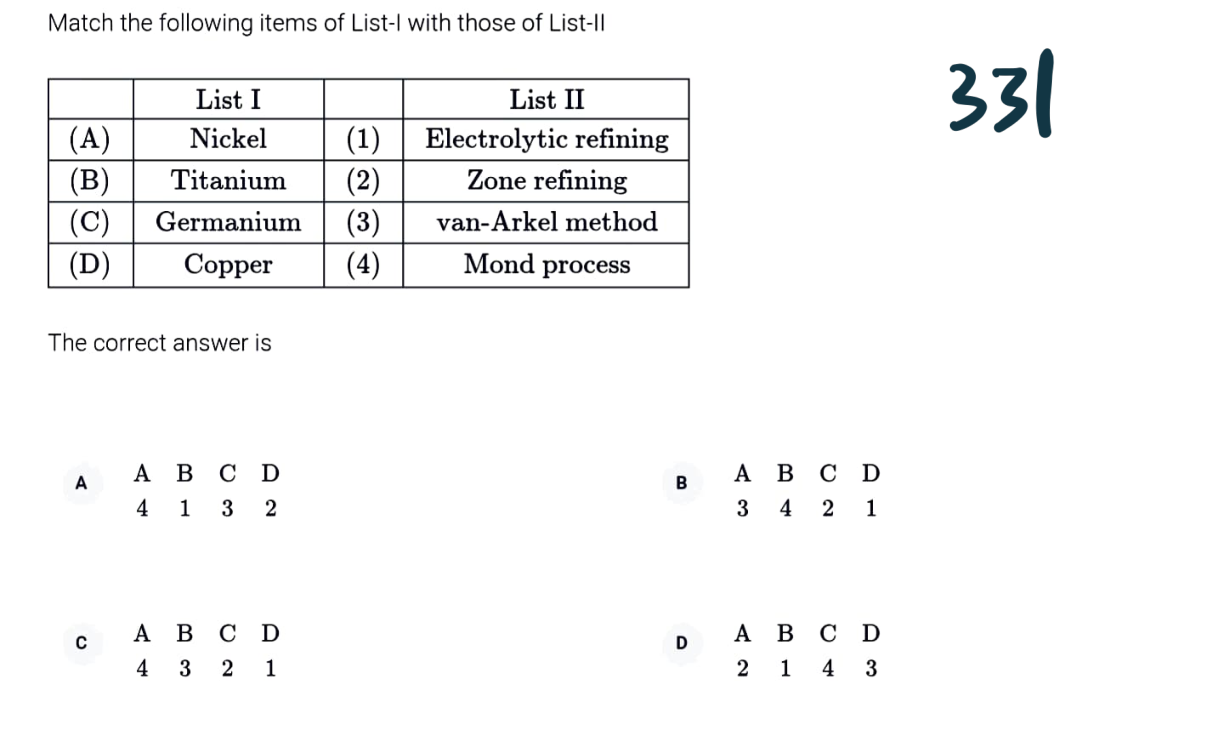 Match the following items of List-I with those of List-II
331
List I List II
(A) Nickel (1) Electrolytic refining
(B) Titanium (2) Zone refining
(C) Germanium (3) van-Arkel method
(D) Copper (4) Mond process
The correct answer is
A A B C D
4 1 3 2
B A B C D
3 4 2 1
C A B C D
4 3 2 1
D A B C D
2 1 4 3